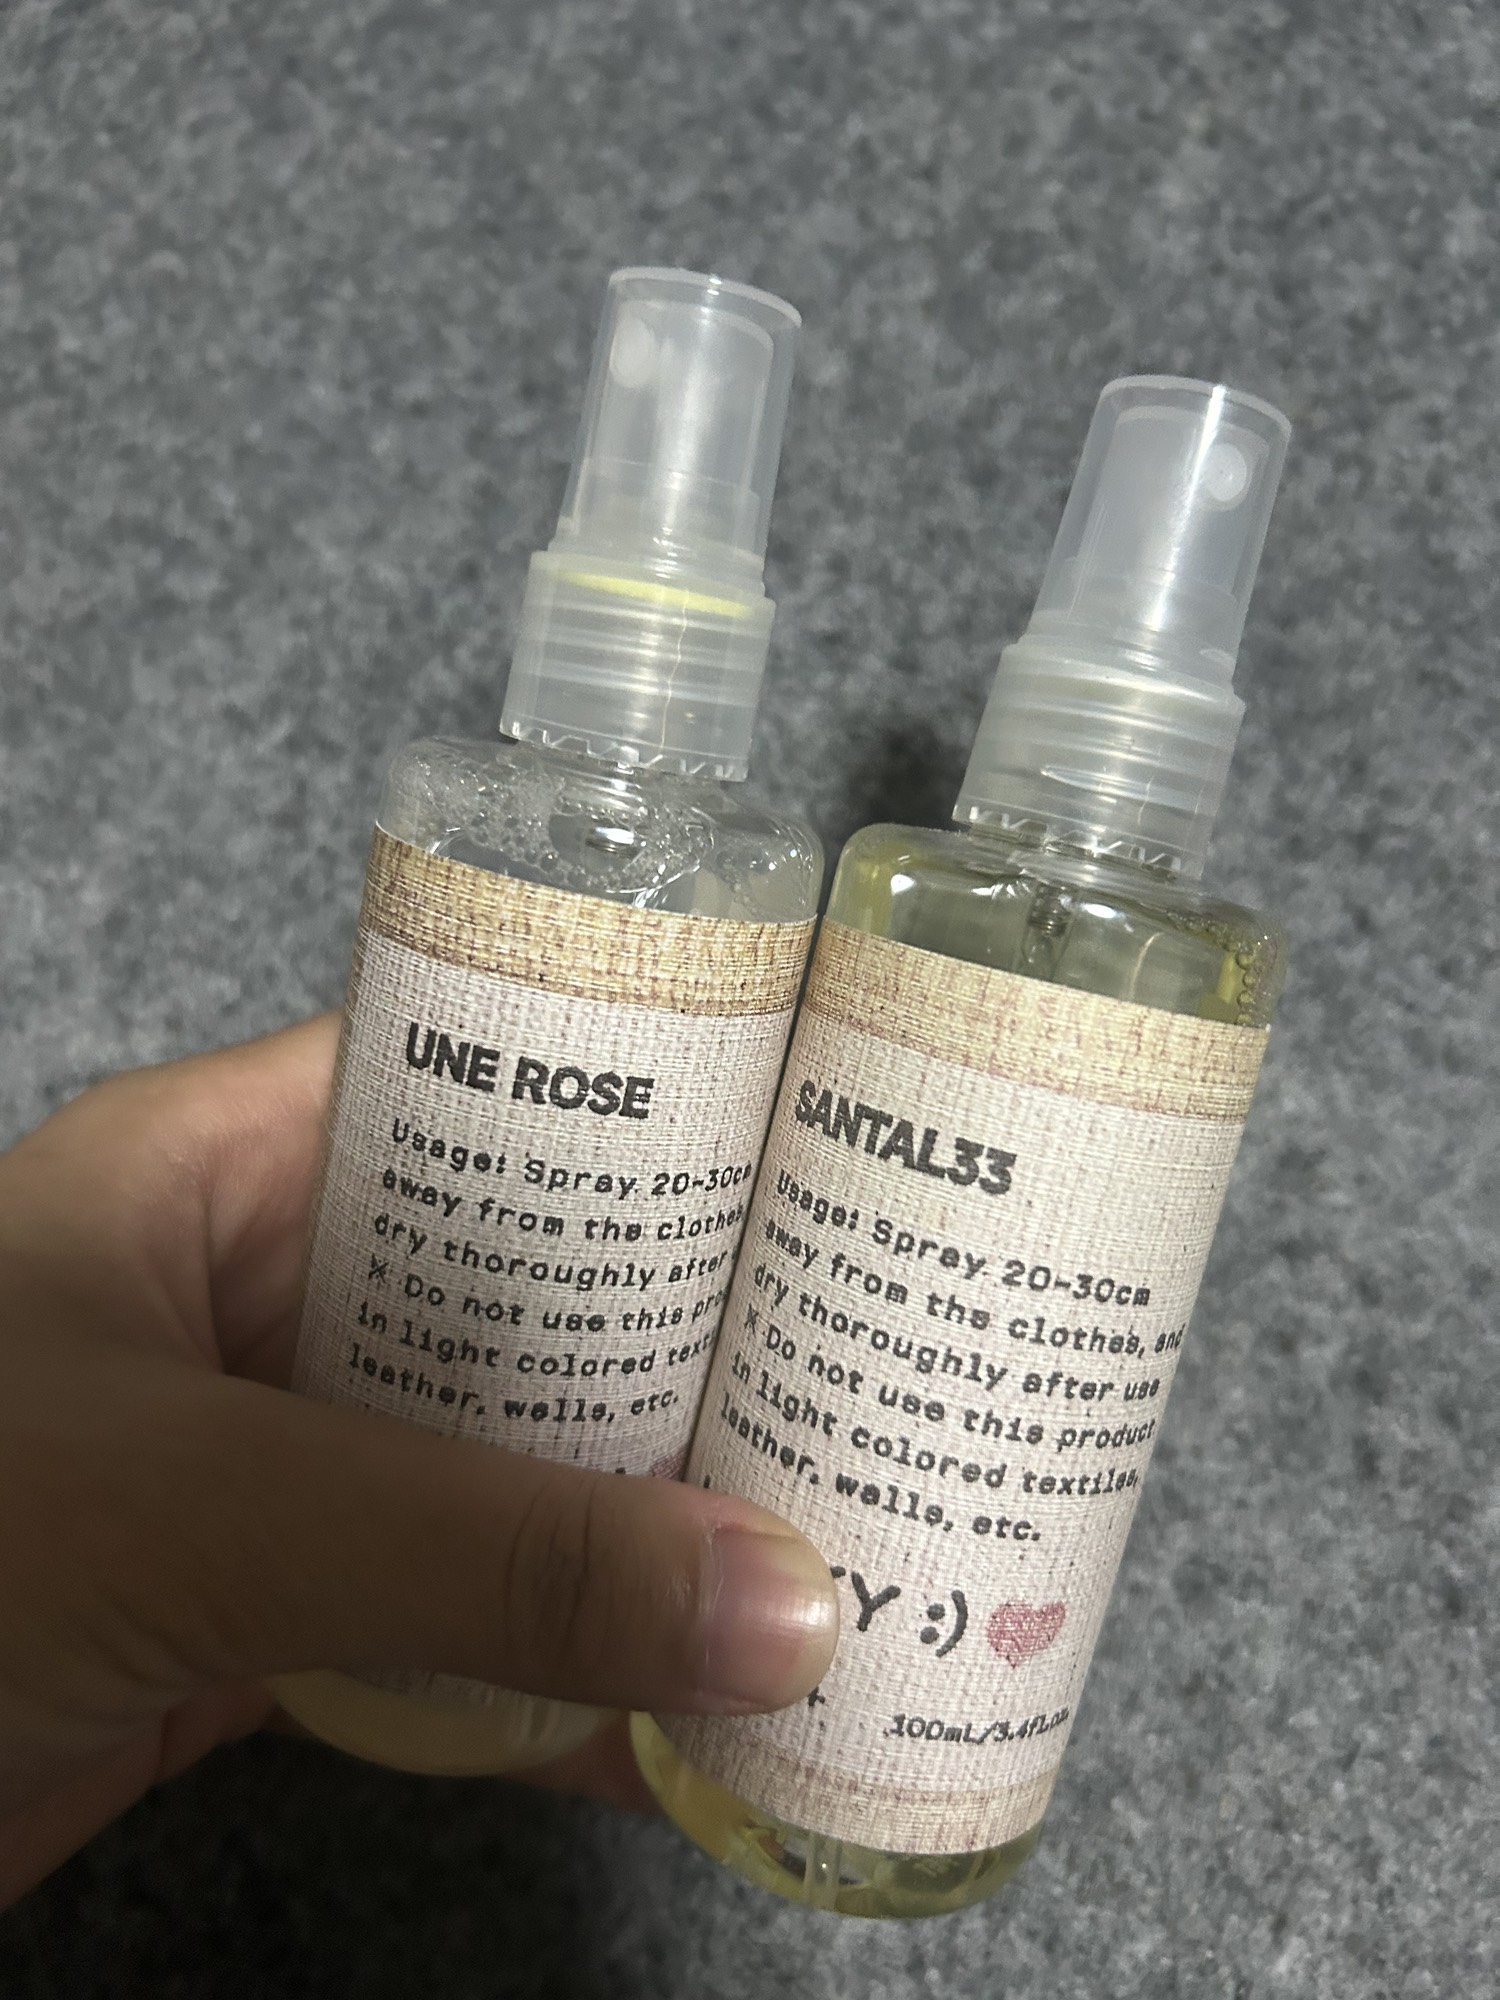 UNE ROSE
Usage: Spray 20-30cm
away from the clothes,
dry thoroughly after
※ Do not use this
in light colored
leather, walls, etc.
SANTAL33
Usage: Spray 20-30cm
away from the clothes, and
dry thoroughly after use
※ Do not use this product
in light colored textiles,
leather, walls, etc.
Y :)
100mL/3.4fl.oz.